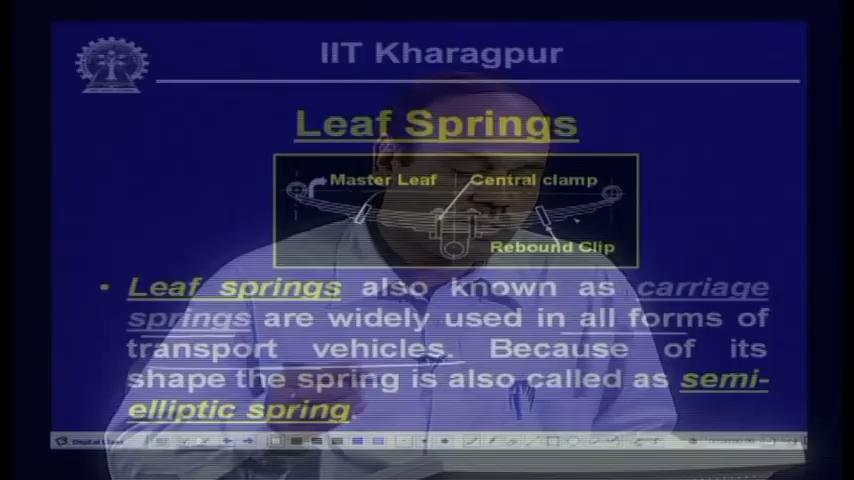 IIT Kharagpur
Leaf Springs
Master Leaf
Central clamp
Rebound Clip
• Leaf springs also known as carriage
springs are widely used in all forms of
transport vehicles. Because of its
shape the spring is also called as semi-
elliptic spring.